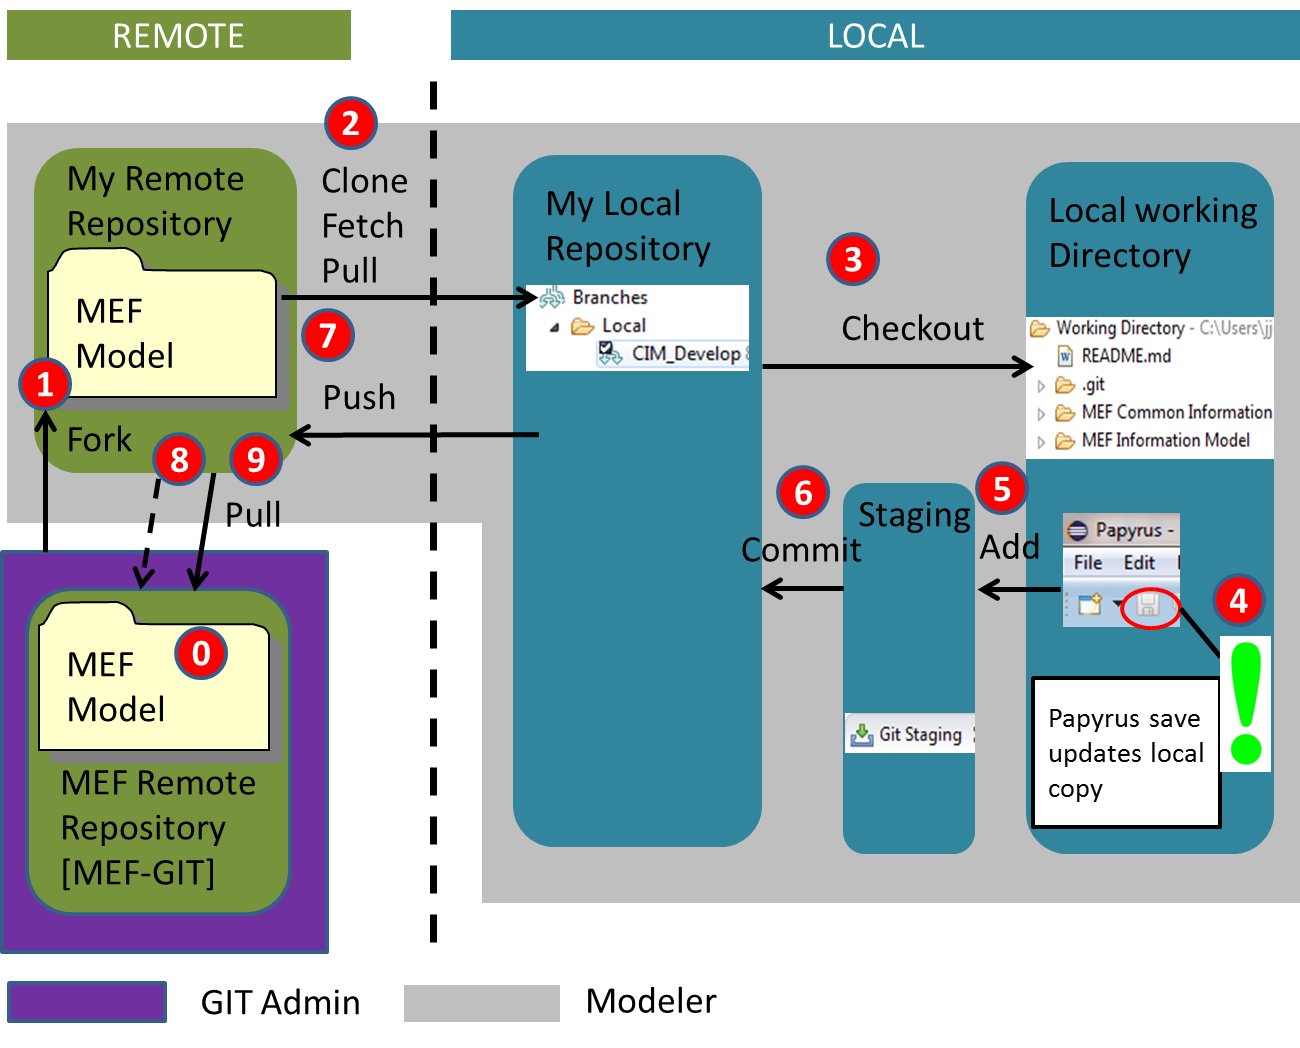 REMOTE
LOCAL
2
Clone
Fetch
Pull
My Remote
Repository
MEF
Model
1
Fork
7
Push
8
9
Pull
0
MEF
Model
MEF Remote
Repository
[MEF-GIT]
My Local
Repository
Branches
Local
CIM_Develop
3
Checkout
Local working
Directory
Working Directory - C:\Users\jj
README.md
.git
MEF Common Information
MEF Information Model
6
Commit
Staging
Git Staging
5
Add
Papyrus -
File Edit
4
!
Papyrus save
updates local
copy
GIT Admin
Modeler